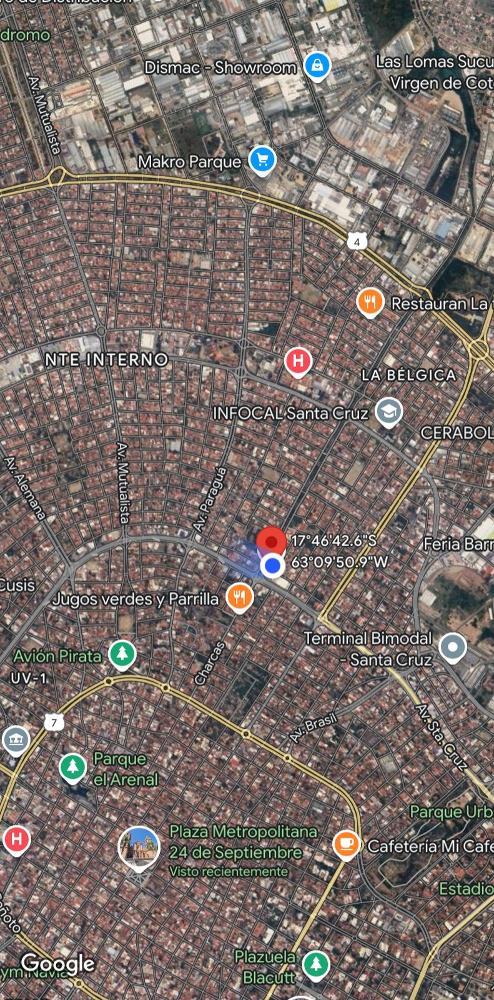 o de Distribución
dromo
Dismac - Showroom
Las Lomas Sucu
Virgen de Cot
Av. Mutualista
Makro Parque
4
Restauran La
NTE INTERNO
H
LA BÉLGICA
INFOCAL Santa Cruz
CERABOL
Av. Alemana
Av. Mutualista
Av. Paraguá
17°46'42.6"S
63°09'50.9"W
Feria Barr
Cusis
Jugos verdes y Parrilla
Terminal Bimodal
- Santa Cruz
Avión Pirata
UV-1
Charcas
7
Av. Brasil
Av. Sta. Cruz
Parque
el Arenal
Parque Urb
H
Plaza Metropolitana
24 de Septiembre
Visto recientemente
Cafetería Mi Café
Estadio
oñoto
Google
ym Navia
Plazuela
Blacutt